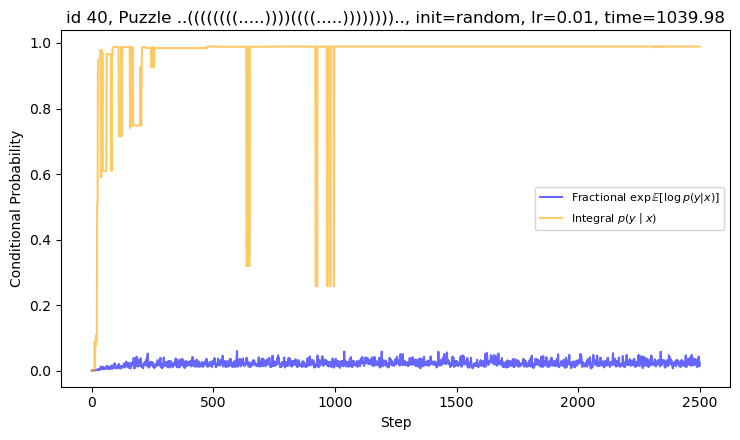 id 40, Puzzle ..((((((((.....))))((((.....)))))))).., init=random, lr=0.01, time=1039.98
1.0
0.8
0.6
0.4
0.2
0.0
Conditional Probability
Fractional exp𝔼[log p(y|x)]
Integral p(y | x)
0
500
1000
1500
2000
2500
Step